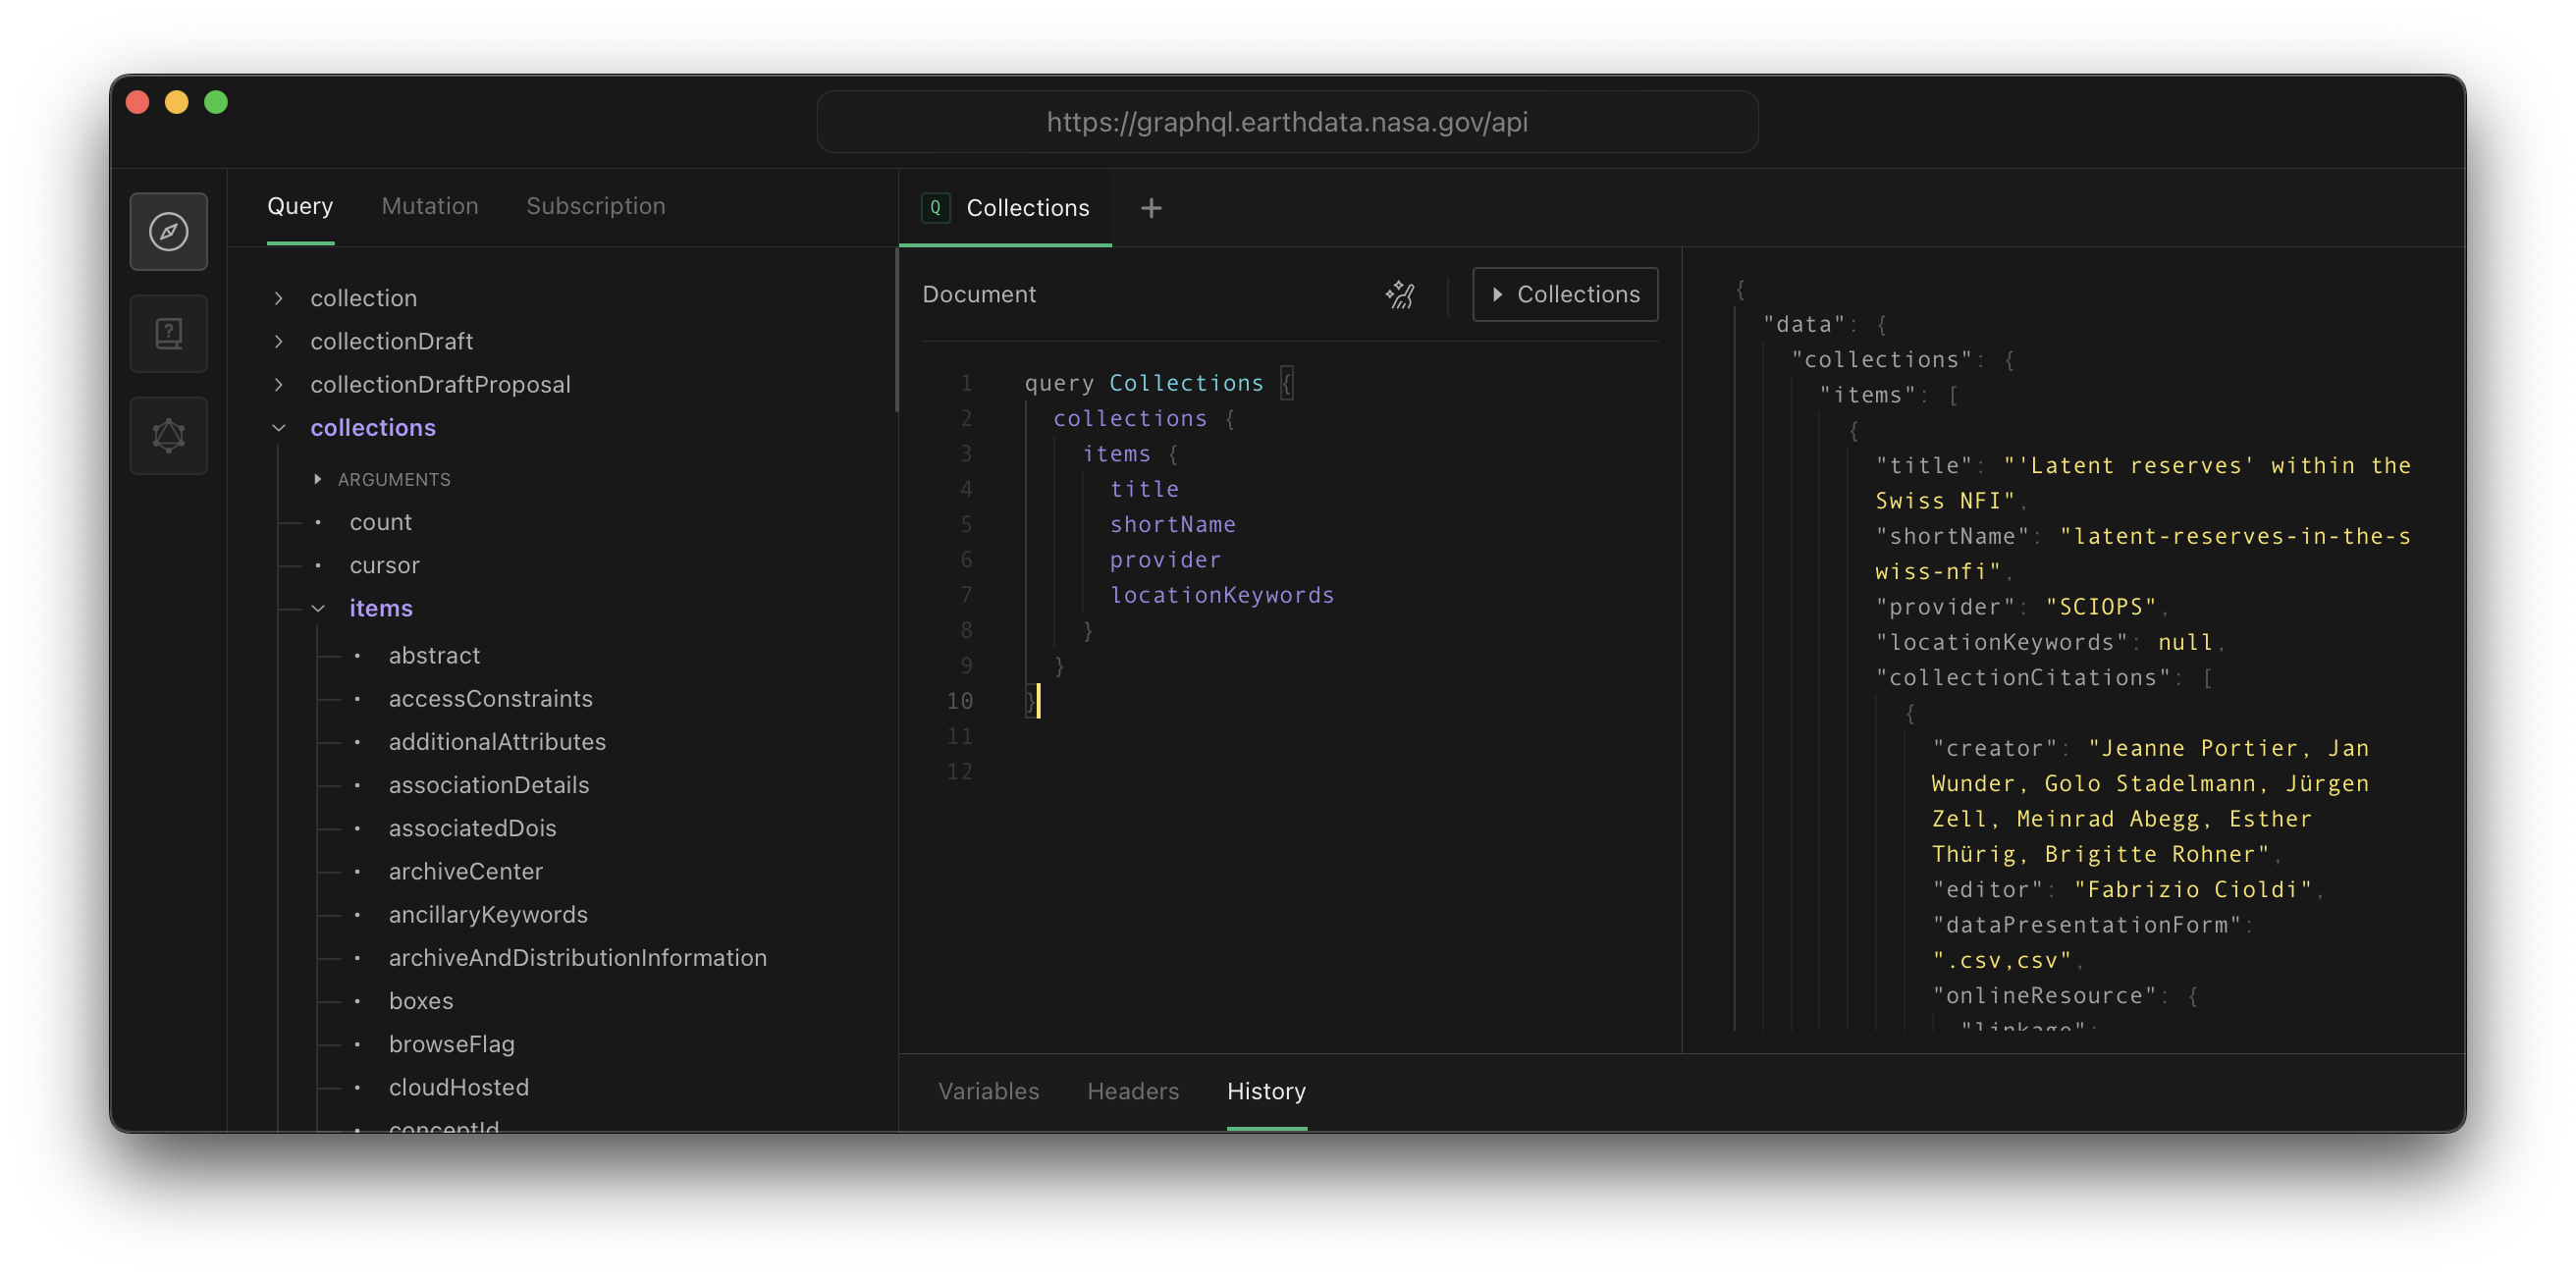 https://graphql.earthdata.nasa.gov/api
Query Mutation Subscription
collection
collectionDraft
collectionDraftProposal
collections
ARGUMENTS
count
cursor
items
abstract
accessConstraints
additionalAttributes
associationDetails
associatedDois
archiveCenter
ancillaryKeywords
archiveAndDistributionInformation
boxes
browseFlag
cloudHosted
conceptId
Q Collections +
Document
Collections
1 query Collections {
2 collections {
3 items {
4 title
5 shortName
6 provider
7 locationKeywords
8 }
9 }
10 }
11
12
{
"data": {
"collections": {
"items": [
{
"title": "'Latent reserves' within the
Swiss NFI",
"shortName": "latent-reserves-in-the-s
wiss-nfi",
"provider": "SCIOPS",
"locationKeywords": null,
"collectionCitations": [
{
"creator": "Jeanne Portier, Jan
Wunder, Golo Stadelmann, Jürgen
Zell, Meinrad Abegg, Esther
Thürig, Brigitte Rohner",
"editor": "Fabrizio Cioldi",
"dataPresentationForm":
".csv,csv",
"onlineResource": {
"linkage":
Variables Headers History